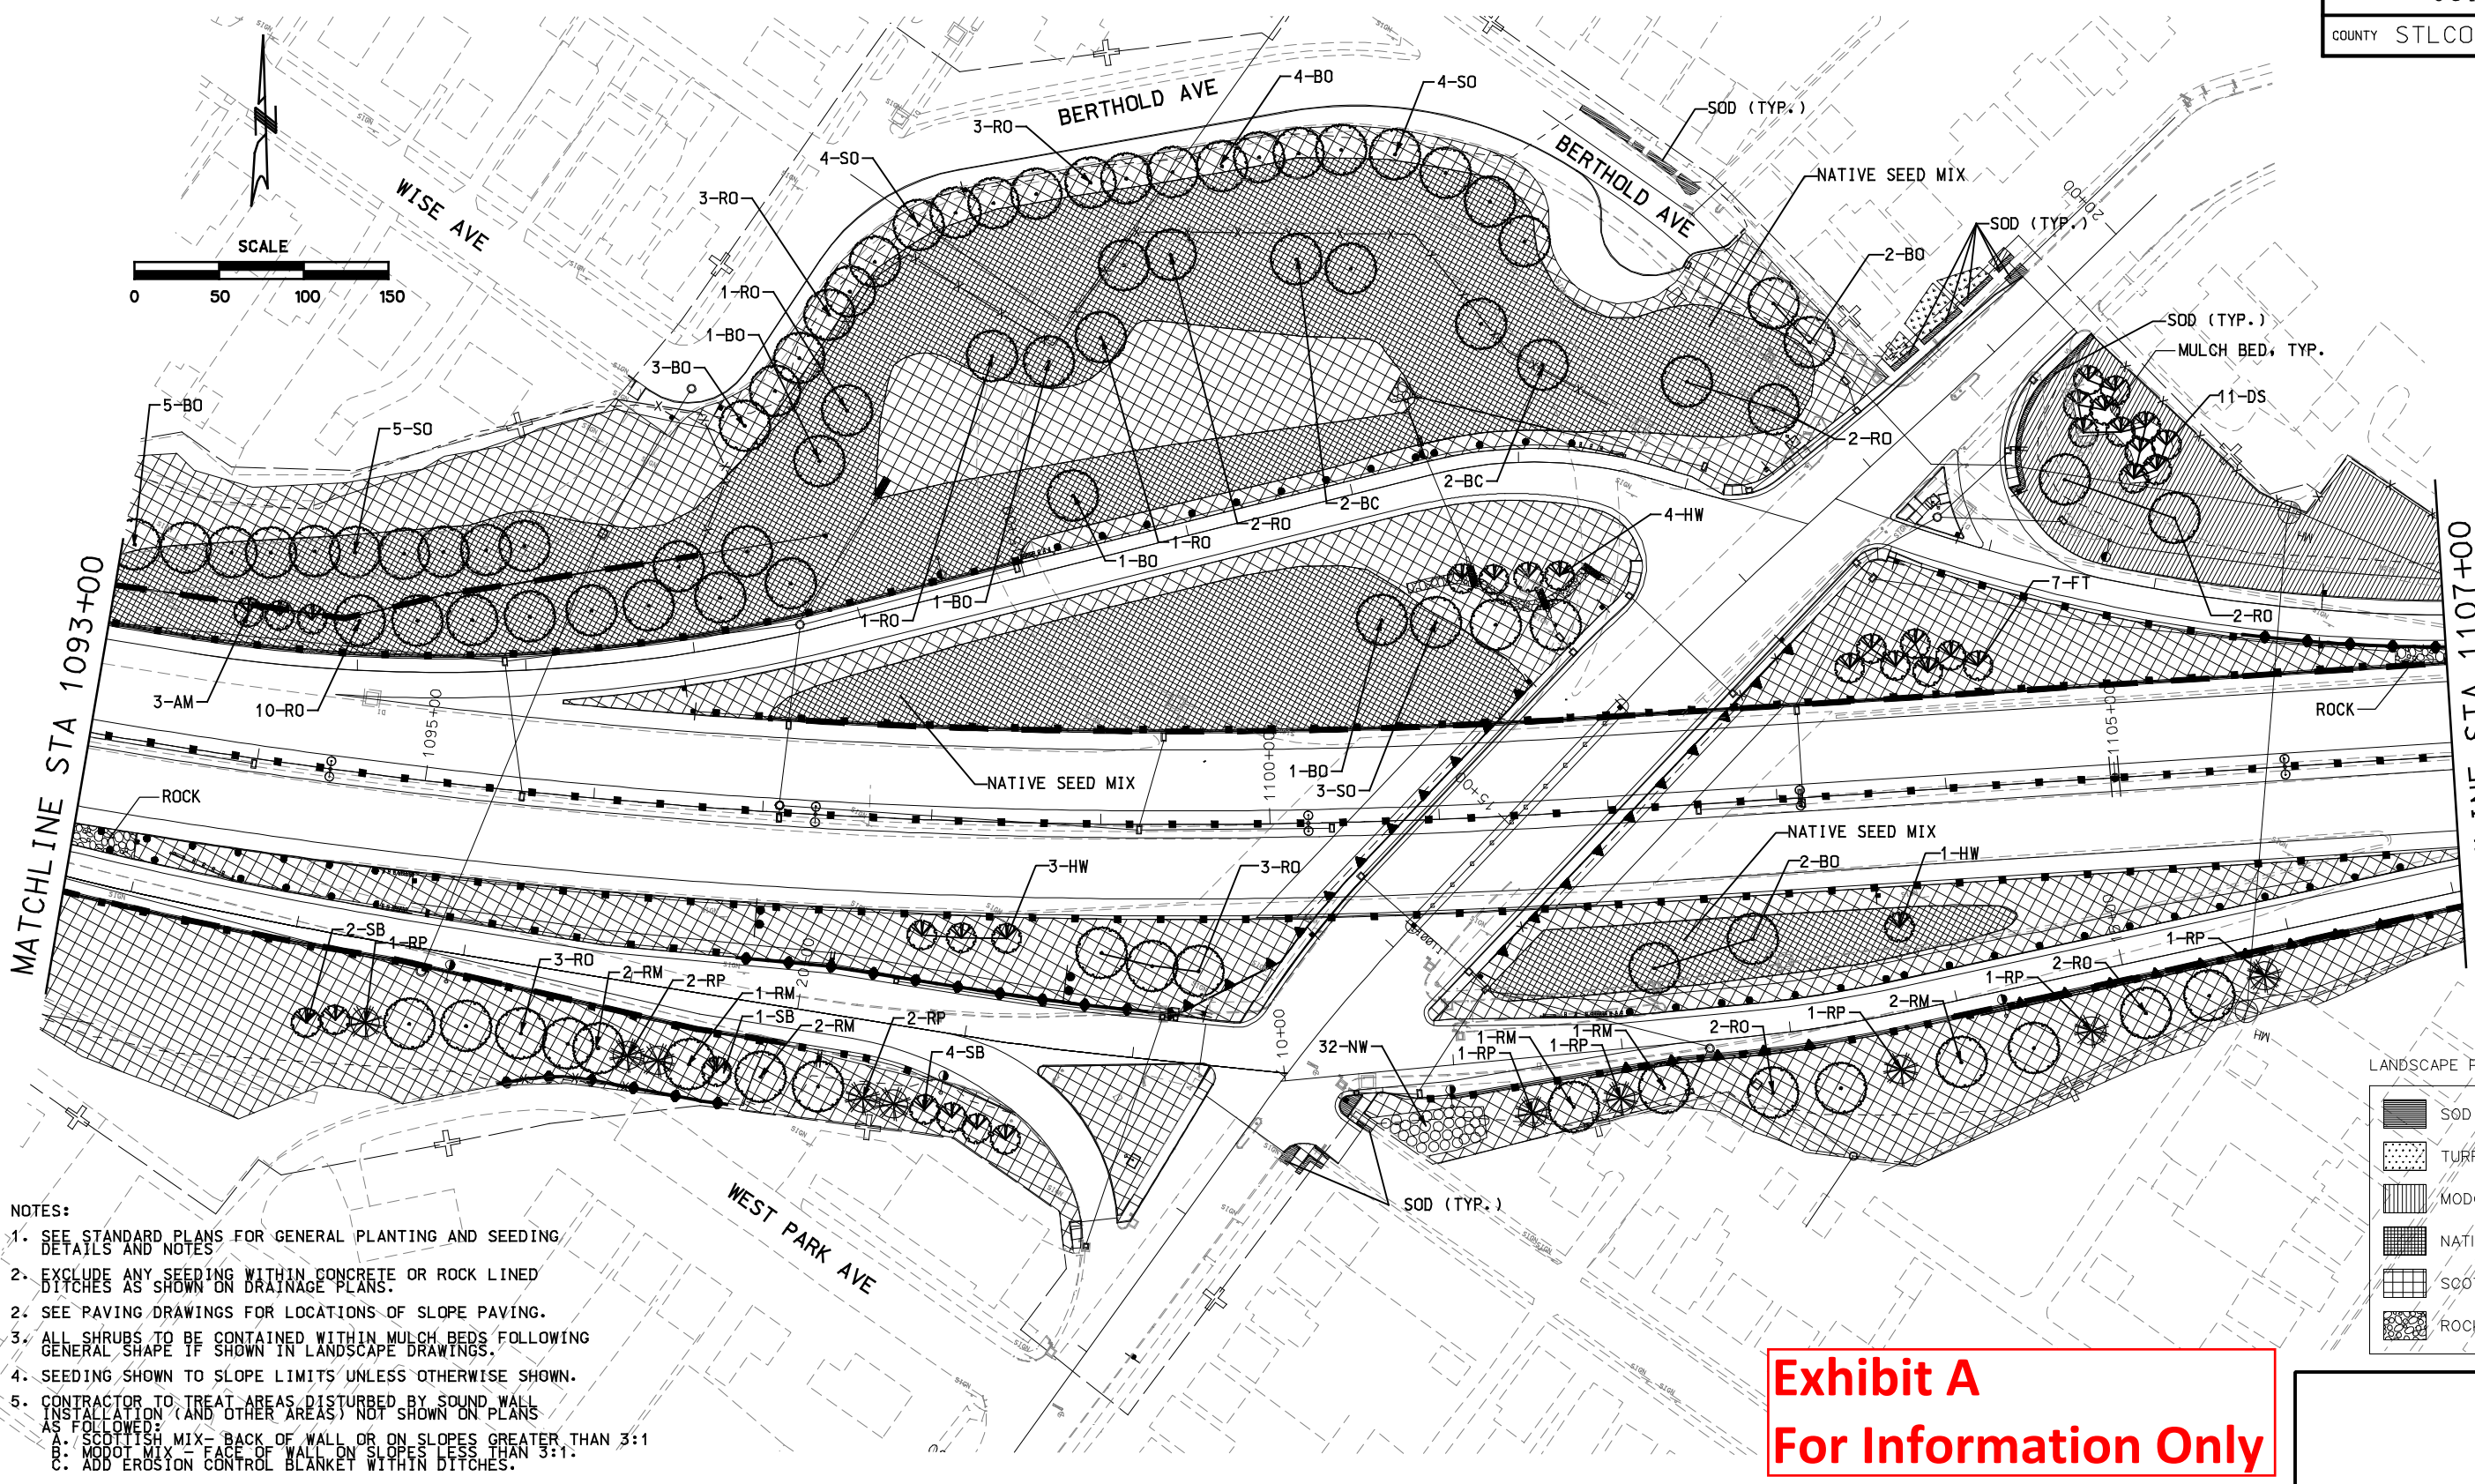 COUNTY STLCO
BERTHOLD AVE
4-BO
4-SO
SOD (TYP.)
3-RO
BERTHOLD AVE
4-SO
NATIVE SEED MIX
3-RO
WISE AVE
20+00
SOD (TYP.)
SCALE
0 50 100 150
2-BO
1-RO
1-BO
3-BO
SOD (TYP.)
MULCH BED, TYP.
5-BO
5-SO
11-DS
2-RO
2-BC
2-BC
2-RO
1-RO
1-BO
4-HW
1-BO
1-RO
7-FT
2-RO
MATCHLINE STA 1093+00
1107+00
3-AM
10-RO
1095+00
1100+00
1105+00
ROCK
NATIVE SEED MIX
1-BO
3-SO
15+00
ROCK
NATIVE SEED MIX
2-BO
1-HW
3-HW
3-RO
2-SB
1-RP
3-RO
2-RM
2-RP
1-RM
1-SB
2-RM
2-RP
4-SB
10+00
1-RP
2-RO
1-RP
2-RM
1-RP
2-RO
1-RM
1-RP
1-RM
1-RP
32-NW
MH
MH
SOD (TYP.)
WEST PARK AVE
LANDSCAPE
SOD
ROCK
NOTES:
1. SEE STANDARD PLANS FOR GENERAL PLANTING AND SEEDING
DETAILS AND NOTES
2. EXCLUDE ANY SEEDING WITHIN CONCRETE OR ROCK LINED
DITCHES AS SHOWN ON DRAINAGE PLANS.
2. SEE PAVING DRAWINGS FOR LOCATIONS OF SLOPE PAVING.
3. ALL SHRUBS TO BE CONTAINED WITHIN MULCH BEDS FOLLOWING
GENERAL SHAPE IF SHOWN IN LANDSCAPE DRAWINGS.
4. SEEDING SHOWN TO SLOPE LIMITS UNLESS OTHERWISE SHOWN.
5. CONTRACTOR TO TREAT AREAS DISTURBED BY SOUND WALL
INSTALLATION (AND OTHER AREAS) NOT SHOWN ON PLANS
AS FOLLOWED:
A. SCOTTISH MIX- BACK OF WALL OR ON SLOPES GREATER THAN 3:1
B. MODOT MIX - FACE OF WALL ON SLOPES LESS THAN 3:1.
C. ADD EROSION CONTROL BLANKET WITHIN DITCHES.
Exhibit A
For Information Only